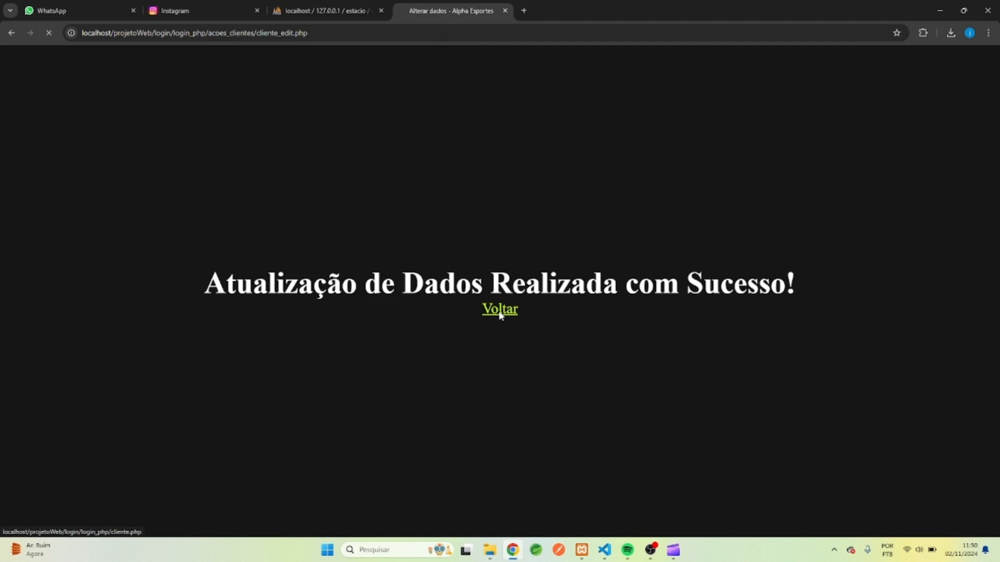 WhatsApp
Instagram
localhost / 127.0.0.1 / estacio /
Alterar dados - Alpha Esportes
localhost/projetoWeb/login/login_php/acoes_clientes/cliente_edit.php
Atualização de Dados Realizada com Sucesso!
Voltar
localhost/projetoWeb/login/login_php/cliente.php
Ar: Ruim
Agora
Pesquisar
POR
PTB
11:50
02/11/2024